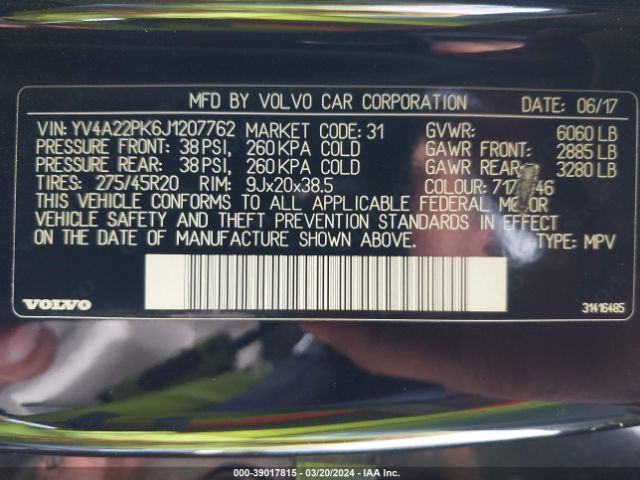 MFD BY VOLVO CAR CORPORATION DATE: 06/17
VIN: YV4A22PK6J1207762 MARKET CODE: 31 GVWR: 6060 LB
PRESSURE FRONT: 38 PSI, 260 KPA COLD GAWR FRONT: 2885 LB
PRESSURE REAR: 38 PSI, 260 KPA COLD GAWR REAR: 3280 LB
TIRES: 275/45R20 RIM: 9Jx20x38.5 COLOUR:
THIS VEHICLE CONFORMS TO ALL APPLICABLE FEDERAL MOTOR
VEHICLE SAFETY AND THEFT PREVENTION STANDARDS IN EFFECT
ON THE DATE OF MANUFACTURE SHOWN ABOVE. TYPE: MPV
VOLVO 31416485
000-39017815 - 03/20/2024 - IAA Inc.